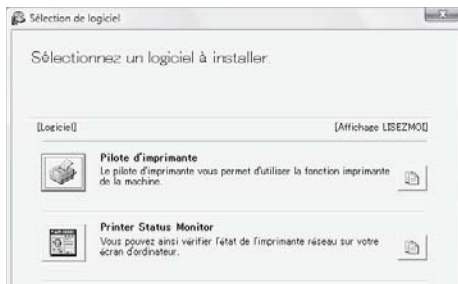 Sélection de logiciel
Sélectionnez un logiciel à installer.
[Logiciel] [Affichage LISEZMOI]
Pilote d'imprimante
Le pilote d'imprimante vous permet d'utiliser la fonction imprimante
de la machine.
Printer Status Monitor
Vous pouvez ainsi vérifier l'état de l'imprimante réseau sur votre
écran d'ordinateur.